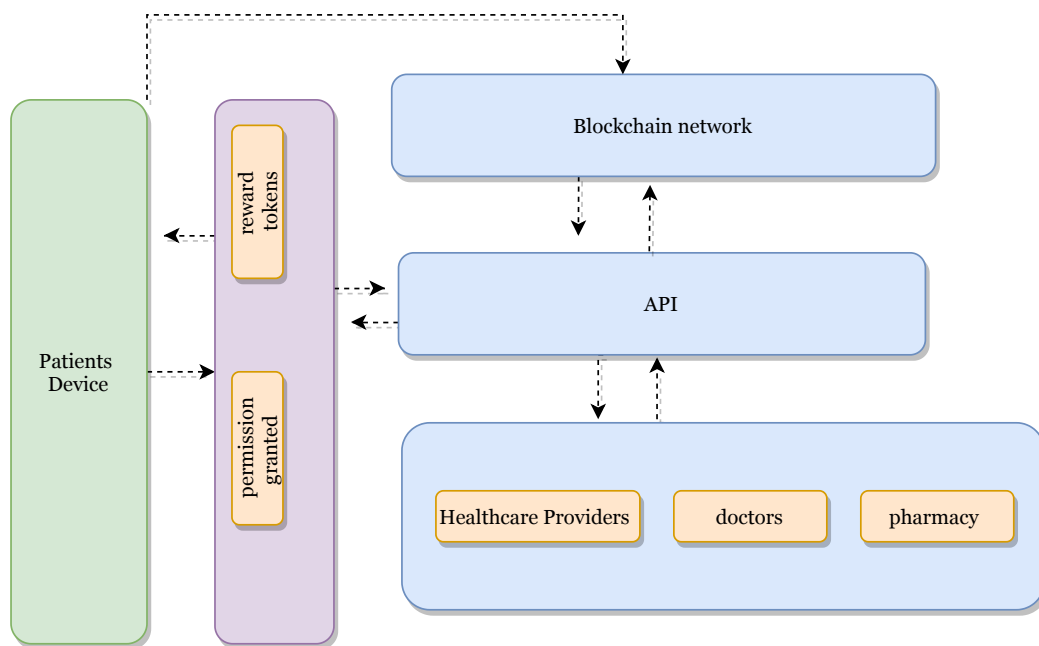 Blockchain network
reward
tokens
API
Patients
Device
permission
granted
Healthcare Providers
doctors
pharmacy